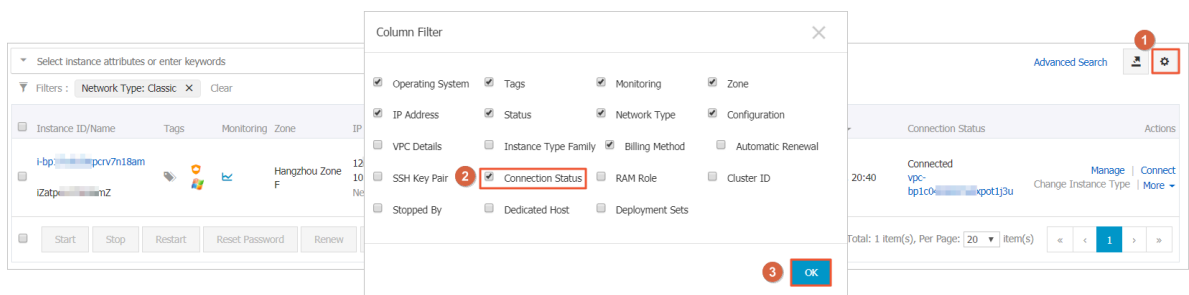 Column Filter
1
Select instance attributes or enter keywords
Advanced Search
Filters : Network Type: Classic × Clear
Operating System Tags Monitoring Zone
IP Address Status Network Type Configuration
VPC Details Instance Type Family Billing Method Automatic Renewal
SSH Key Pair 2 Connection Status RAM Role Cluster ID
Stopped By Dedicated Host Deployment Sets
3 OK
Instance ID/Name Tags Monitoring Zone IP
Connection Status Actions
i-bp pcrv7n18am
iZatp mZ
Hangzhou Zone
F
12
10
Ne
20:40
Connected
vpc-
bp1c0 xpot1j3u
Manage | Connect
Change Instance Type | More
Start Stop Restart Reset Password Renew
Total: 1 item(s), Per Page: 20 item(s) « ‹ 1 › »